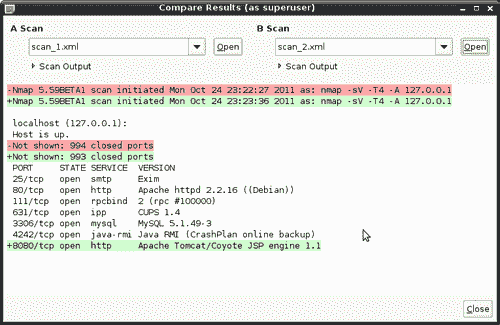 Compare Results (as superuser)
A Scan
B Scan
scan_1.xml
Open
scan_2.xml
Open
Scan Output
Scan Output
-Nmap 5.59BETA1 scan initiated Mon Oct 24 23:22:27 2011 as: nmap -sV -T4 -A 127.0.0.1
+Nmap 5.59BETA1 scan initiated Mon Oct 24 23:23:36 2011 as: nmap -sV -T4 -A 127.0.0.1
localhost (127.0.0.1):
Host is up.
-Not shown: 994 closed ports
+Not shown: 993 closed ports
PORT STATE SERVICE VERSION
25/tcp open smtp Exim
80/tcp open http Apache httpd 2.2.16 ((Debian))
111/tcp open rpcbind 2 (rpc #100000)
631/tcp open ipp CUPS 1.4
3306/tcp open mysql MySQL 5.1.49-3
4242/tcp open java-rmi Java RMI (CrashPlan online backup)
+8080/tcp open http Apache Tomcat/Coyote JSP engine 1.1
Close